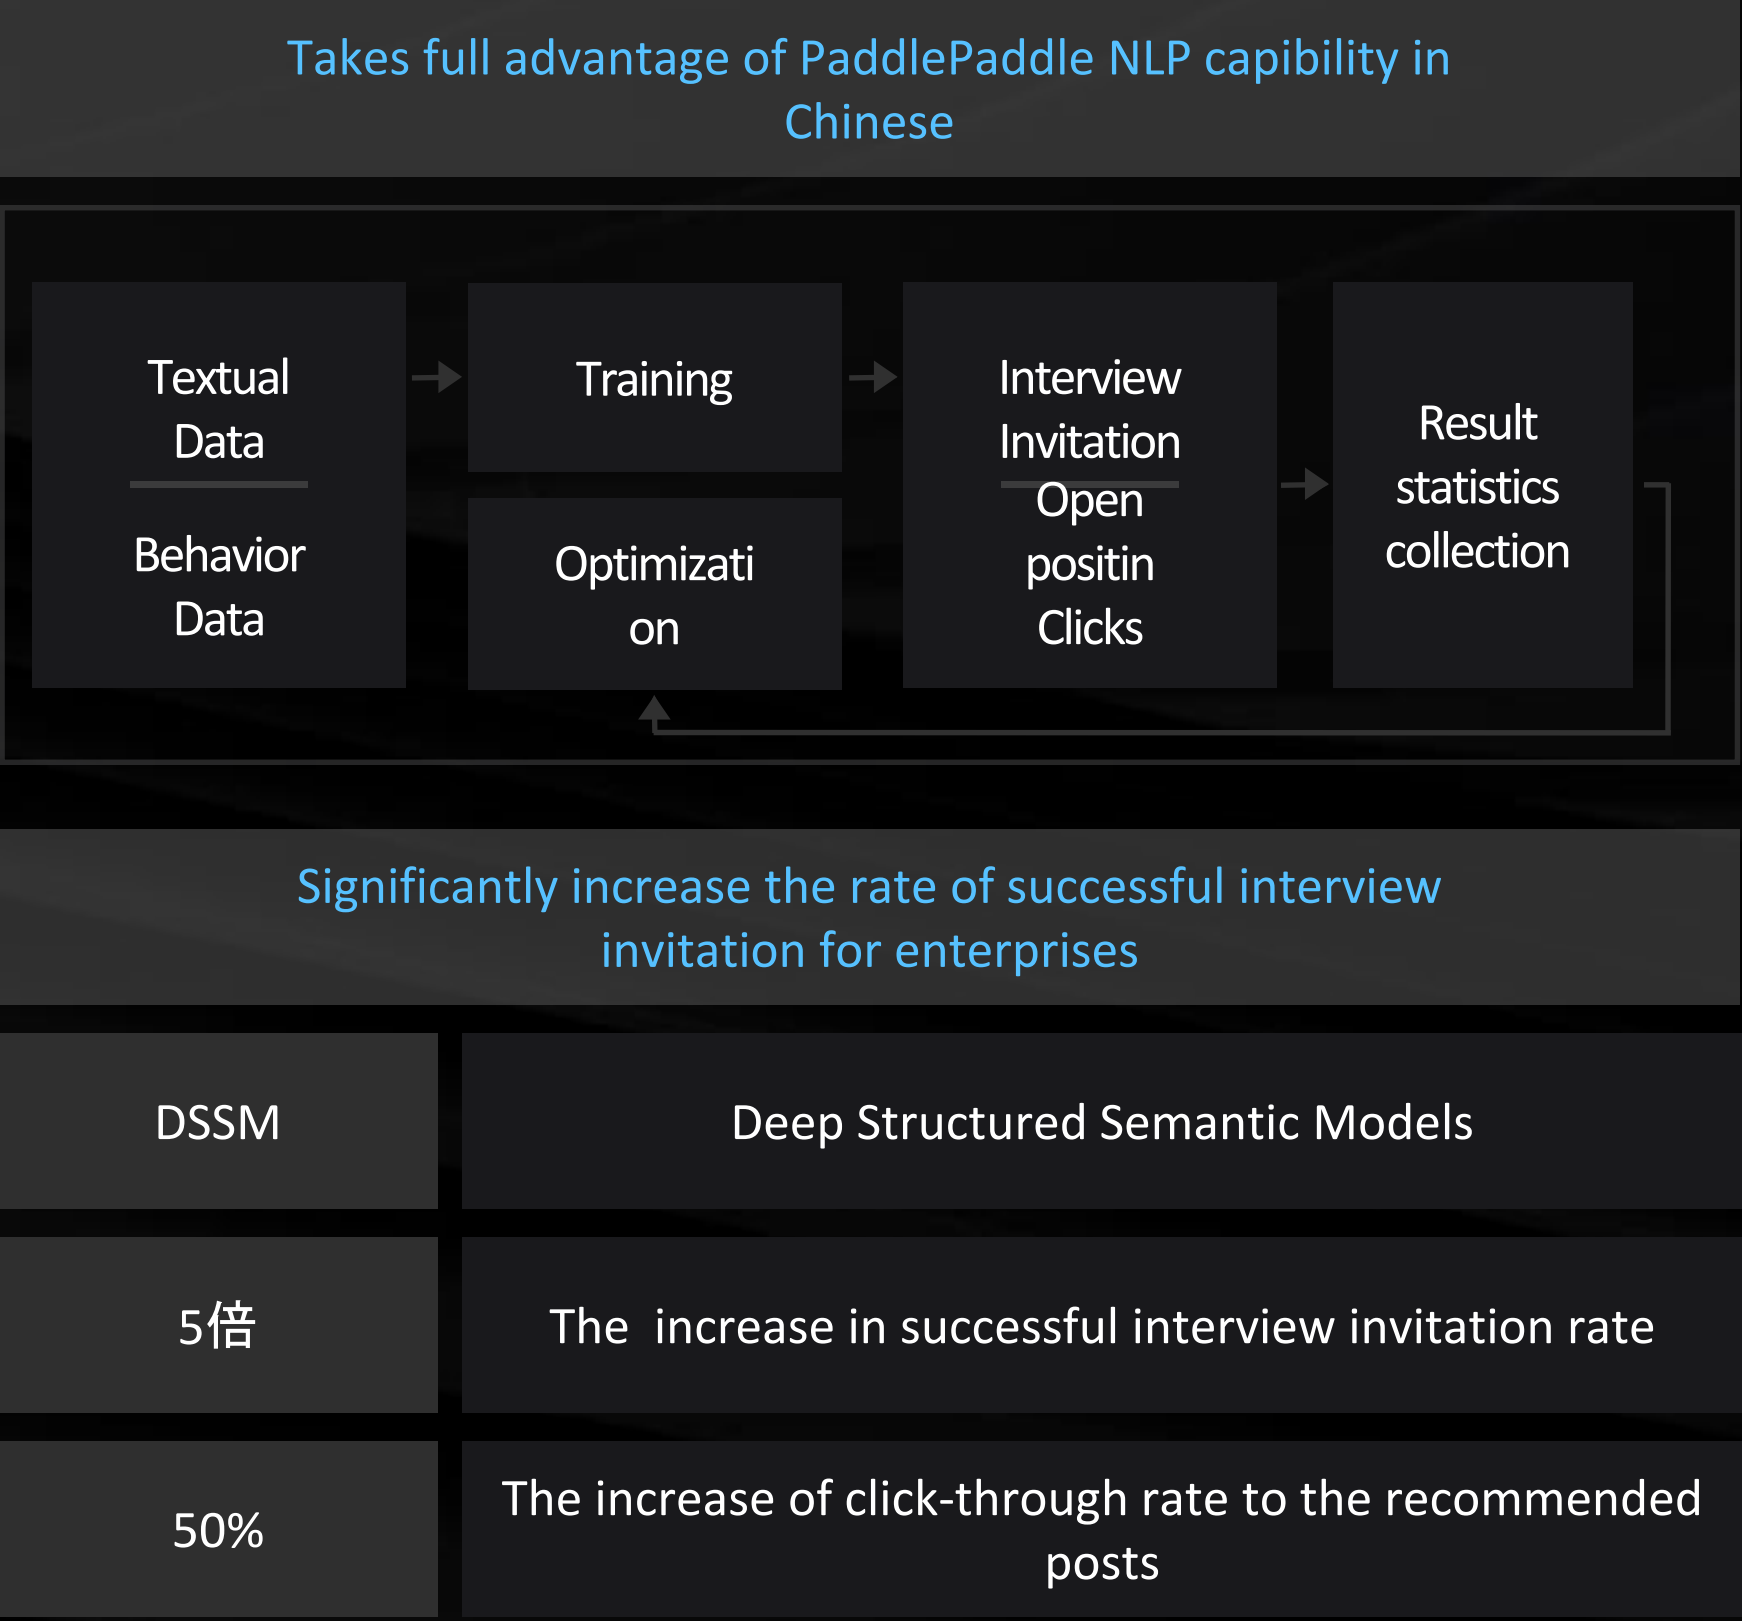 Takes full advantage of PaddlePaddle NLP capibility in
Chinese
Textual
Data
Behavior
Data
Training
Optimizati
on
Interview
Invitation
Open
positin
Clicks
Result
statistics
collection
Significantly increase the rate of successful interview
invitation for enterprises
DSSM
Deep Structured Semantic Models
5倍
The increase in successful interview invitation rate
50%
The increase of click-through rate to the recommended
posts